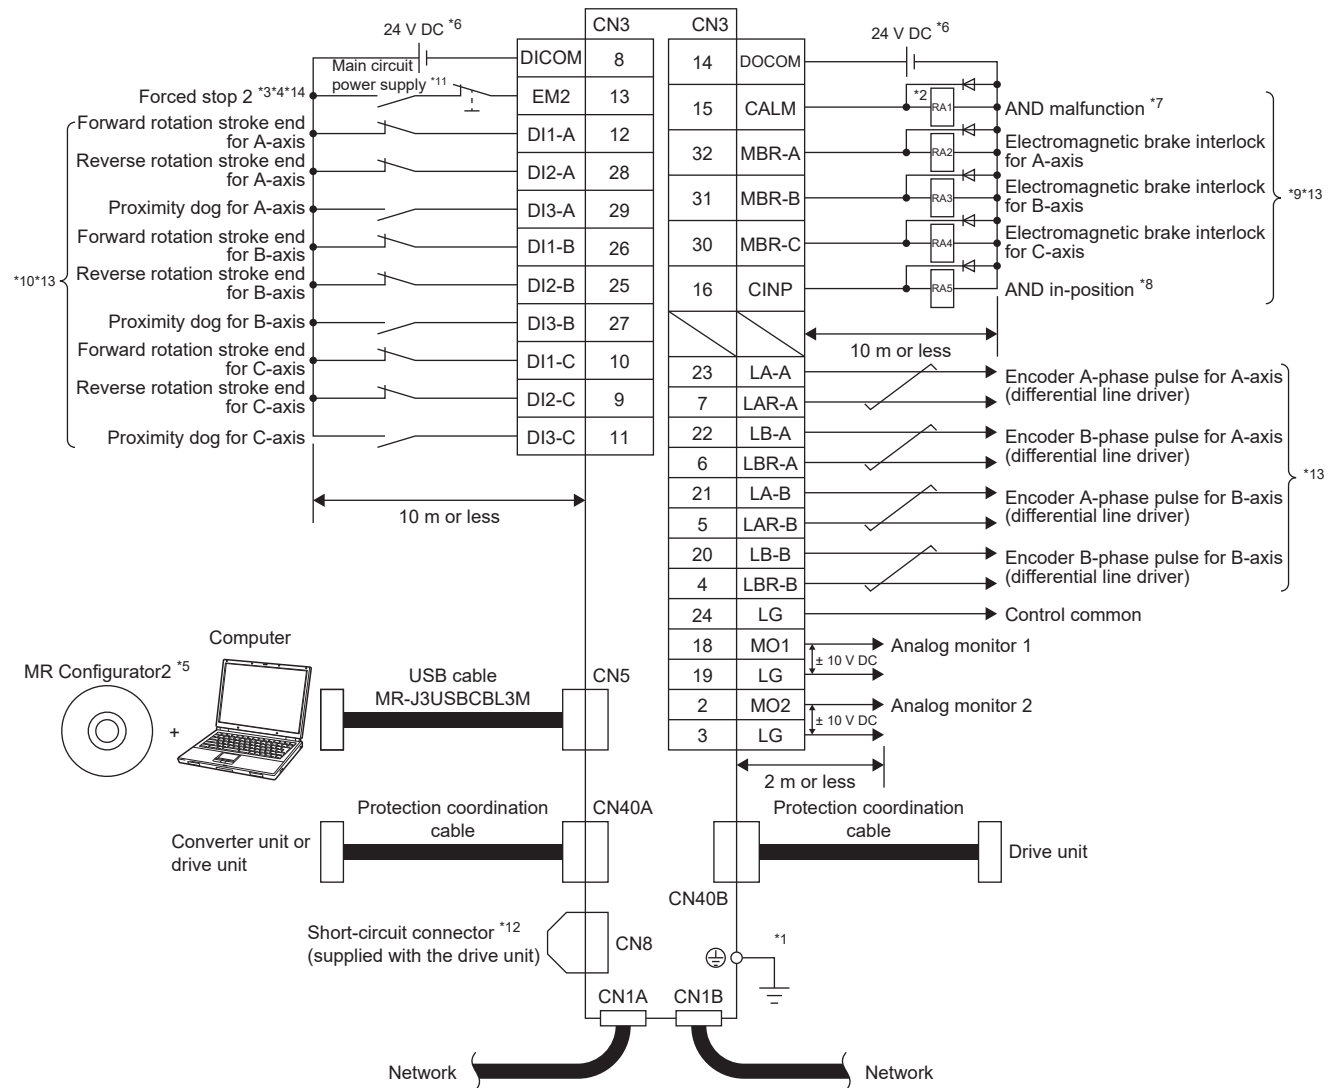 CN3
CN3
24 V DC *6
24 V DC *6
DICOM 8
Main circuit
power supply *11
Forced stop 2 *3*4*14
EM2 13
Forward rotation stroke end
for A-axis
DI1-A 12
Reverse rotation stroke end
for A-axis
DI2-A 28
Proximity dog for A-axis
DI3-A 29
Forward rotation stroke end
for B-axis
DI1-B 26
*10*13
Reverse rotation stroke end
for B-axis
DI2-B 25
Proximity dog for B-axis
DI3-B 27
Forward rotation stroke end
for C-axis
DI1-C 10
Reverse rotation stroke end
for C-axis
DI2-C 9
Proximity dog for C-axis
DI3-C 11
10 m or less
14 DOCOM
15 CALM
*2
RA1
AND malfunction *7
32 MBR-A
RA2
Electromagnetic brake interlock
for A-axis
31 MBR-B
RA3
Electromagnetic brake interlock
for B-axis
*9*13
30 MBR-C
RA4
Electromagnetic brake interlock
for C-axis
16 CINP
RA5
AND in-position *8
10 m or less
23 LA-A
Encoder A-phase pulse for A-axis
(differential line driver)
7 LAR-A
22 LB-A
Encoder B-phase pulse for A-axis
(differential line driver)
6 LBR-A
*13
21 LA-B
Encoder A-phase pulse for B-axis
(differential line driver)
5 LAR-B
20 LB-B
Encoder B-phase pulse for B-axis
(differential line driver)
4 LBR-B
24 LG
Control common
18 MO1
Analog monitor 1
± 10 V DC
19 LG
2 MO2
Analog monitor 2
± 10 V DC
3 LG
2 m or less
Computer
MR Configurator2 *5
+
USB cable
MR-J3USBCBL3M
CN5
Converter unit or
drive unit
Protection coordination
cable
CN40A
Protection coordination
cable
Drive unit
CN40B
Short-circuit connector *12
(supplied with the drive unit)
CN8
*1
CN1A
CN1B
Network
Network